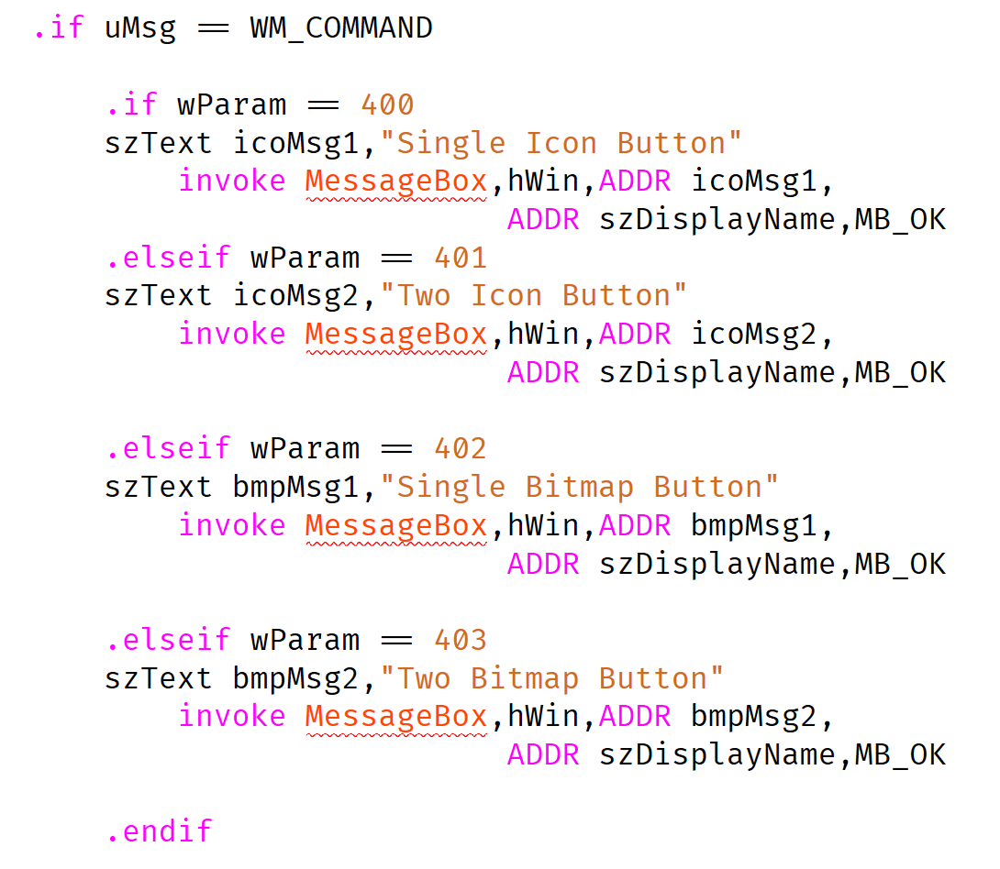 .if uMsg == WM_COMMAND
.if wParam == 400
szText icoMsg1,"Single Icon Button"
invoke MessageBox,hWin,ADDR icoMsg1,
ADDR szDisplayName,MB_OK
.elseif wParam == 401
szText icoMsg2,"Two Icon Button"
invoke MessageBox,hWin,ADDR icoMsg2,
ADDR szDisplayName,MB_OK
.elseif wParam == 402
szText bmpMsg1,"Single Bitmap Button"
invoke MessageBox,hWin,ADDR bmpMsg1,
ADDR szDisplayName,MB_OK
.elseif wParam == 403
szText bmpMsg2,"Two Bitmap Button"
invoke MessageBox,hWin,ADDR bmpMsg2,
ADDR szDisplayName,MB_OK
.endif